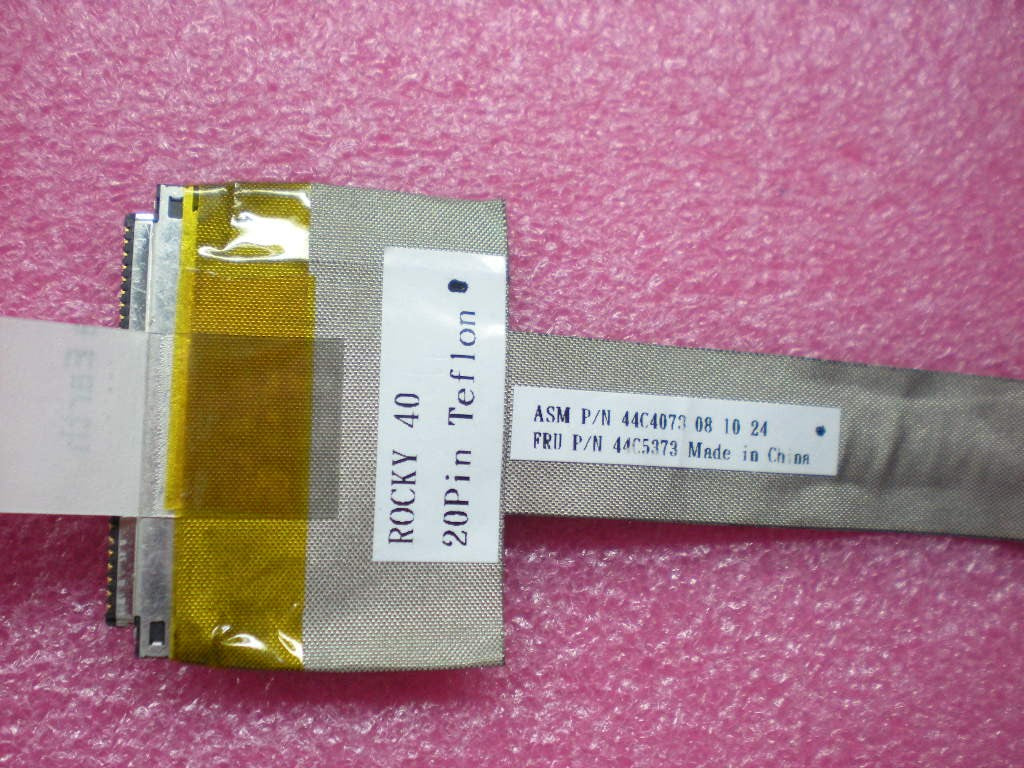 ROCKY 40
20Pin Teflon
ASM P/N 44C4073 08 10 24
FRU P/N 44C5373 Made in China